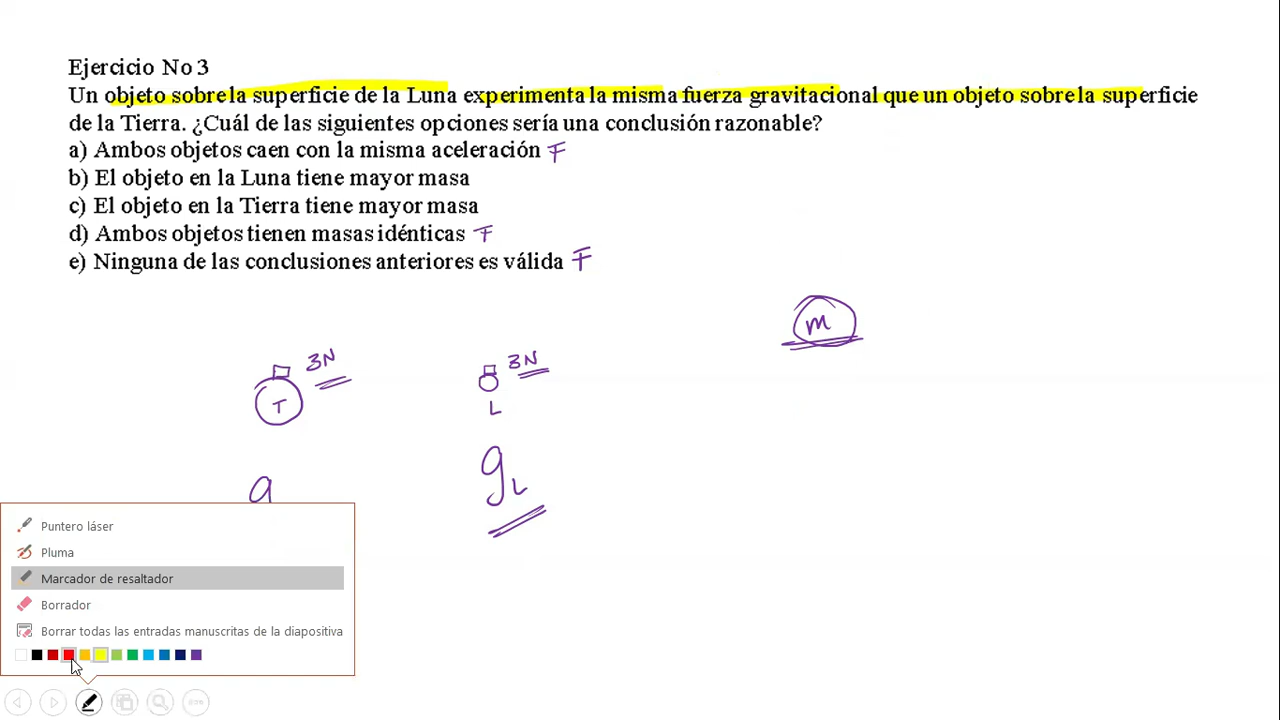 Ejercicio No 3
Un objeto sobre la superficie de la Luna experimenta la misma fuerza gravitacional que un objeto sobre la superficie
de la Tierra. ¿Cuál de las siguientes opciones sería una conclusión razonable?
a) Ambos objetos caen con la misma aceleración F
b) El objeto en la Luna tiene mayor masa
c) El objeto en la Tierra tiene mayor masa
d) Ambos objetos tienen masas idénticas F
e) Ninguna de las conclusiones anteriores es válida F
m
3N 3N
T L
g_L
Puntero láser
Pluma
Marcador de resaltador
Borrador
Borrar todas las entradas manuscritas de la diapositiva